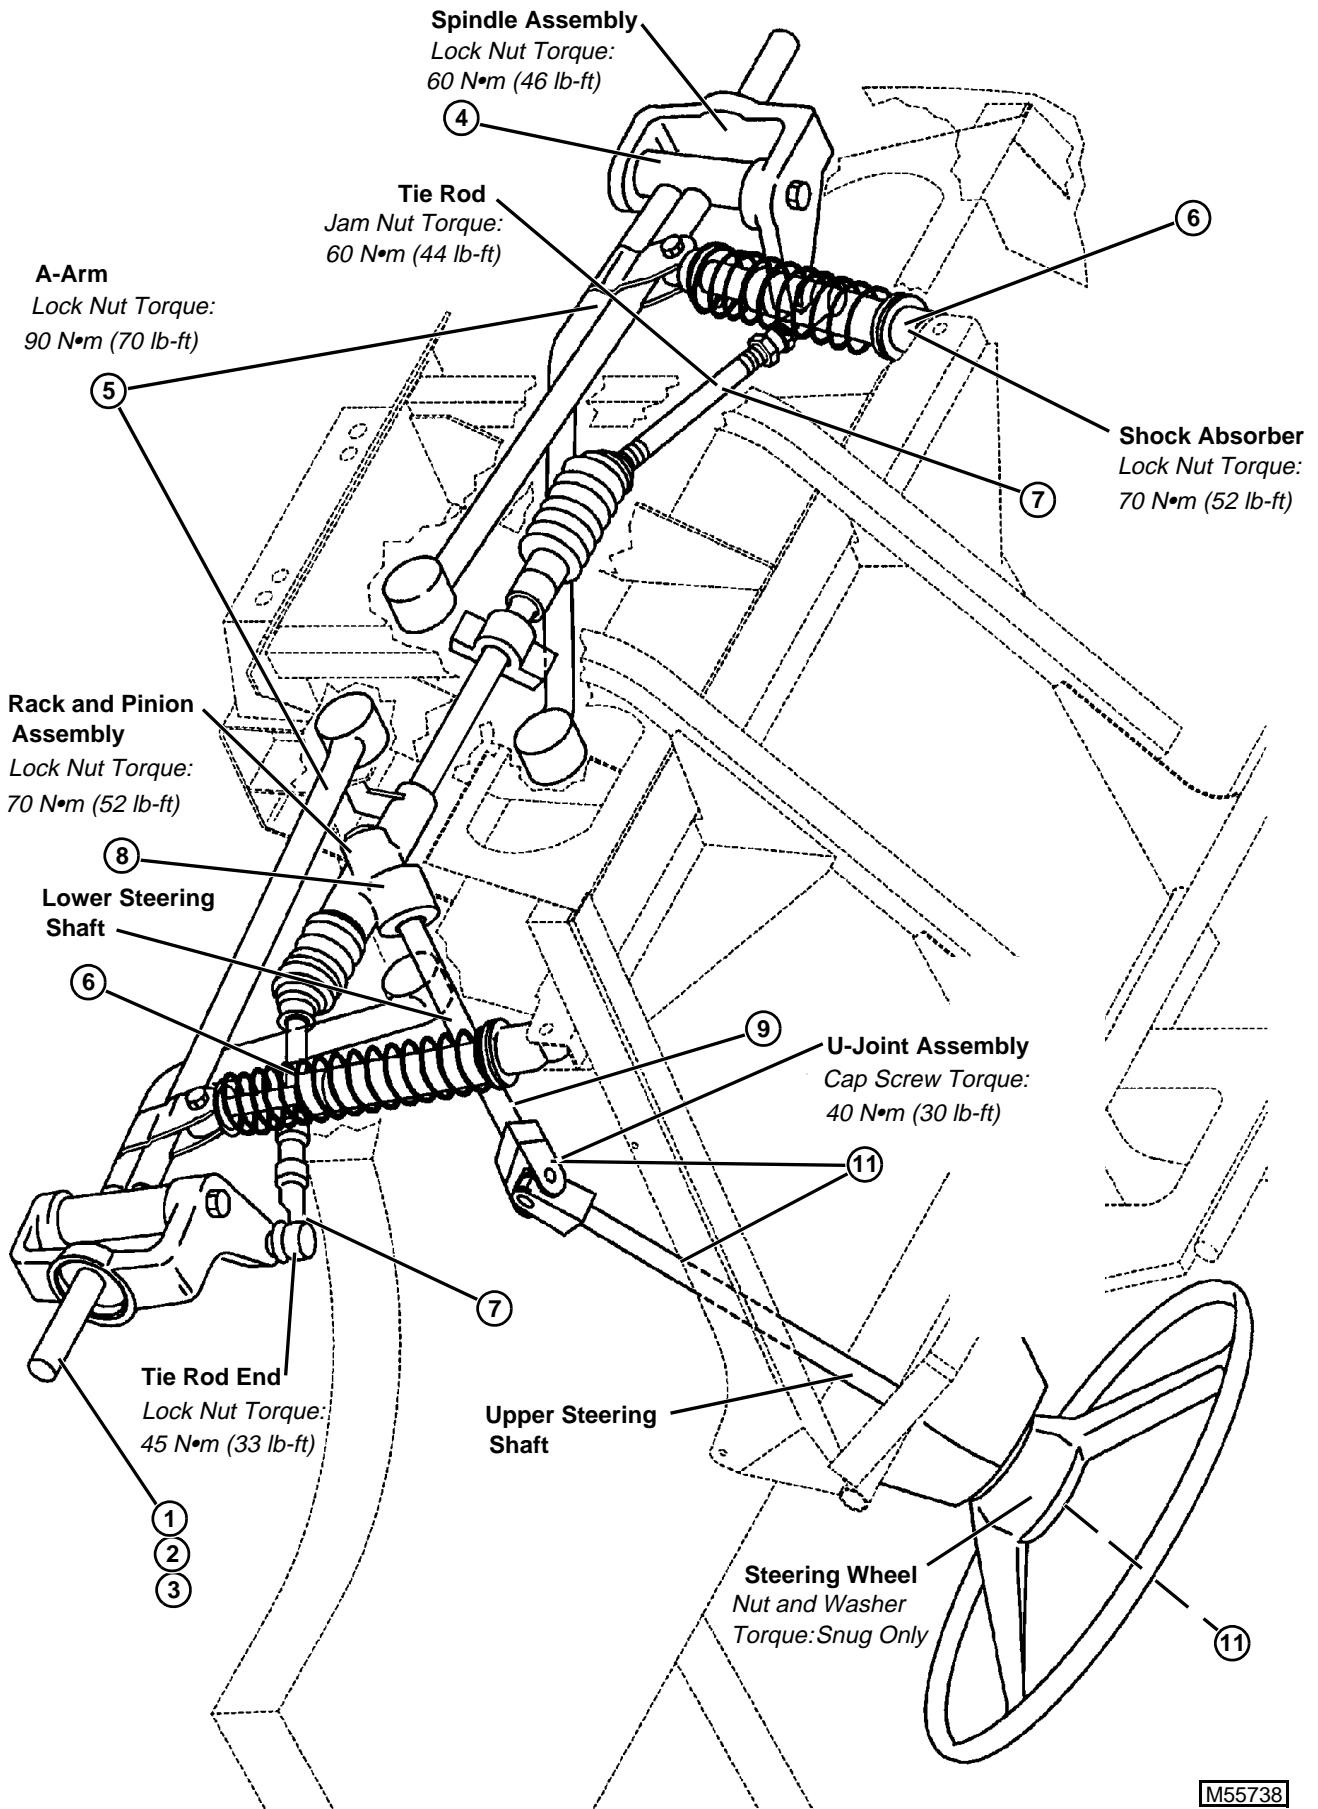 Spindle Assembly
Lock Nut Torque:
60 N•m (46 lb-ft)
4
Tie Rod
Jam Nut Torque:
60 N•m (44 lb-ft)
6
A-Arm
Lock Nut Torque:
90 N•m (70 lb-ft)
5
Shock Absorber
Lock Nut Torque:
70 N•m (52 lb-ft)
7
Rack and Pinion
Assembly
Lock Nut Torque:
70 N•m (52 lb-ft)
8
Lower Steering
Shaft
6
9
U-Joint Assembly
Cap Screw Torque:
40 N•m (30 lb-ft)
11
7
Tie Rod End
Lock Nut Torque:
45 N•m (33 lb-ft)
Upper Steering
Shaft
1
2
3
Steering Wheel
Nut and Washer
Torque:Snug Only
11
M55738